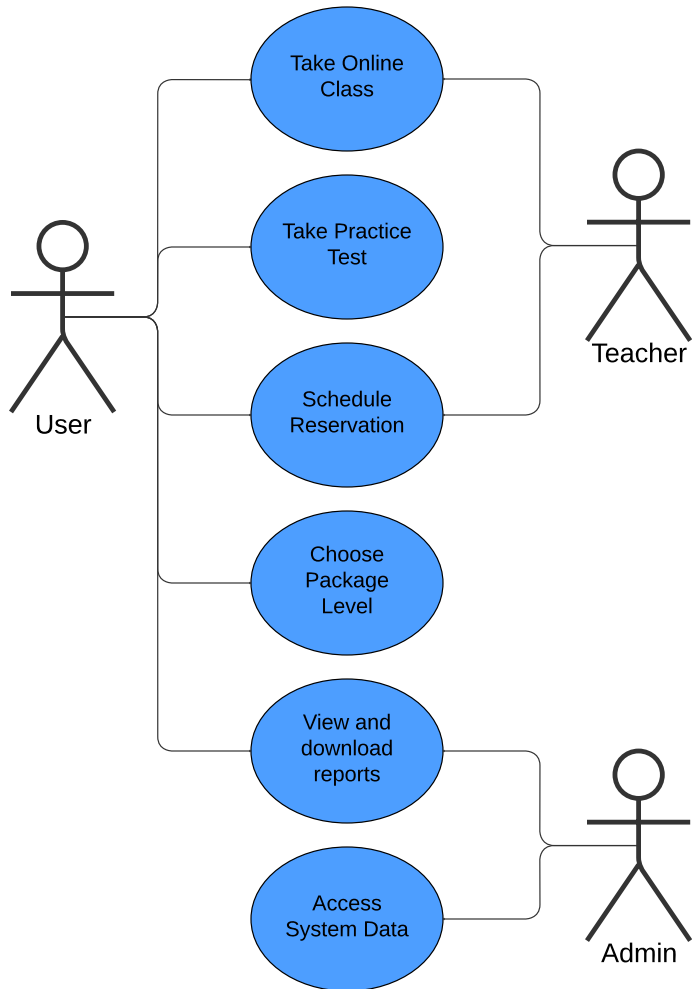 Take Online
Class
Take Practice
Test
Teacher
Schedule
Reservation
User
Choose
Package
Level
View and
download
reports
Access
System Data
Admin